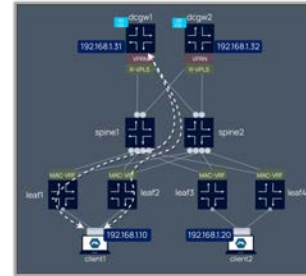 dcgw1 dcgw2
192.168.1.31 192.168.1.32
VPRN VPRN
R-VPLS R-VPLS
spine1 spine2
MAC-VRF MAC-VRF MAC-VRF MAC-VRF
leaf1 leaf2 leaf3 leaf4
192.168.1.10 192.168.1.20
client1 client2